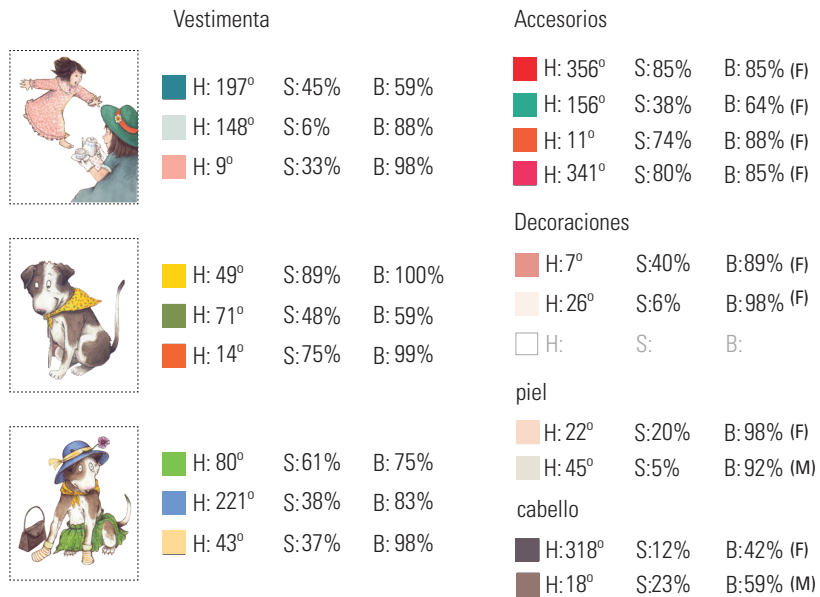 Vestimenta
H: 197º S:45% B: 59%
H: 148º S:6% B: 88%
H: 9º S:33% B: 98%
H: 49º S:89% B: 100%
H: 71º S:48% B: 59%
H: 14º S:75% B: 99%
H: 80º S:61% B: 75%
H: 221º S:38% B: 83%
H: 43º S:37% B: 98%
Accesorios
H: 356º S:85% B: 85% (F)
H: 156º S:38% B: 64% (F)
H: 11º S:74% B: 88% (F)
H: 341º S:80% B: 85% (F)
Decoraciones
H:7º S:40% B:89% (F)
H:26º S:6% B:98% (F)
H: S: B:
piel
H:22º S:20% B:98% (F)
H:45º S:5% B:92% (M)
cabello
H:318º S:12% B:42% (F)
H:18º S:23% B:59% (M)